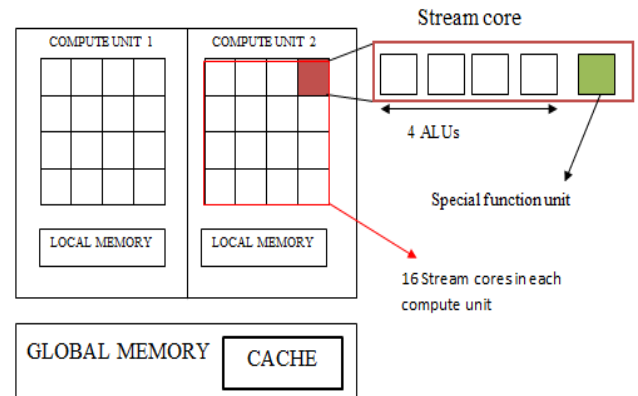 Stream core
COMPUTE UNIT 1
COMPUTE UNIT 2
4 ALUs
Special function unit
LOCAL MEMORY
LOCAL MEMORY
16 Stream cores in each
compute unit
GLOBAL MEMORY
CACHE